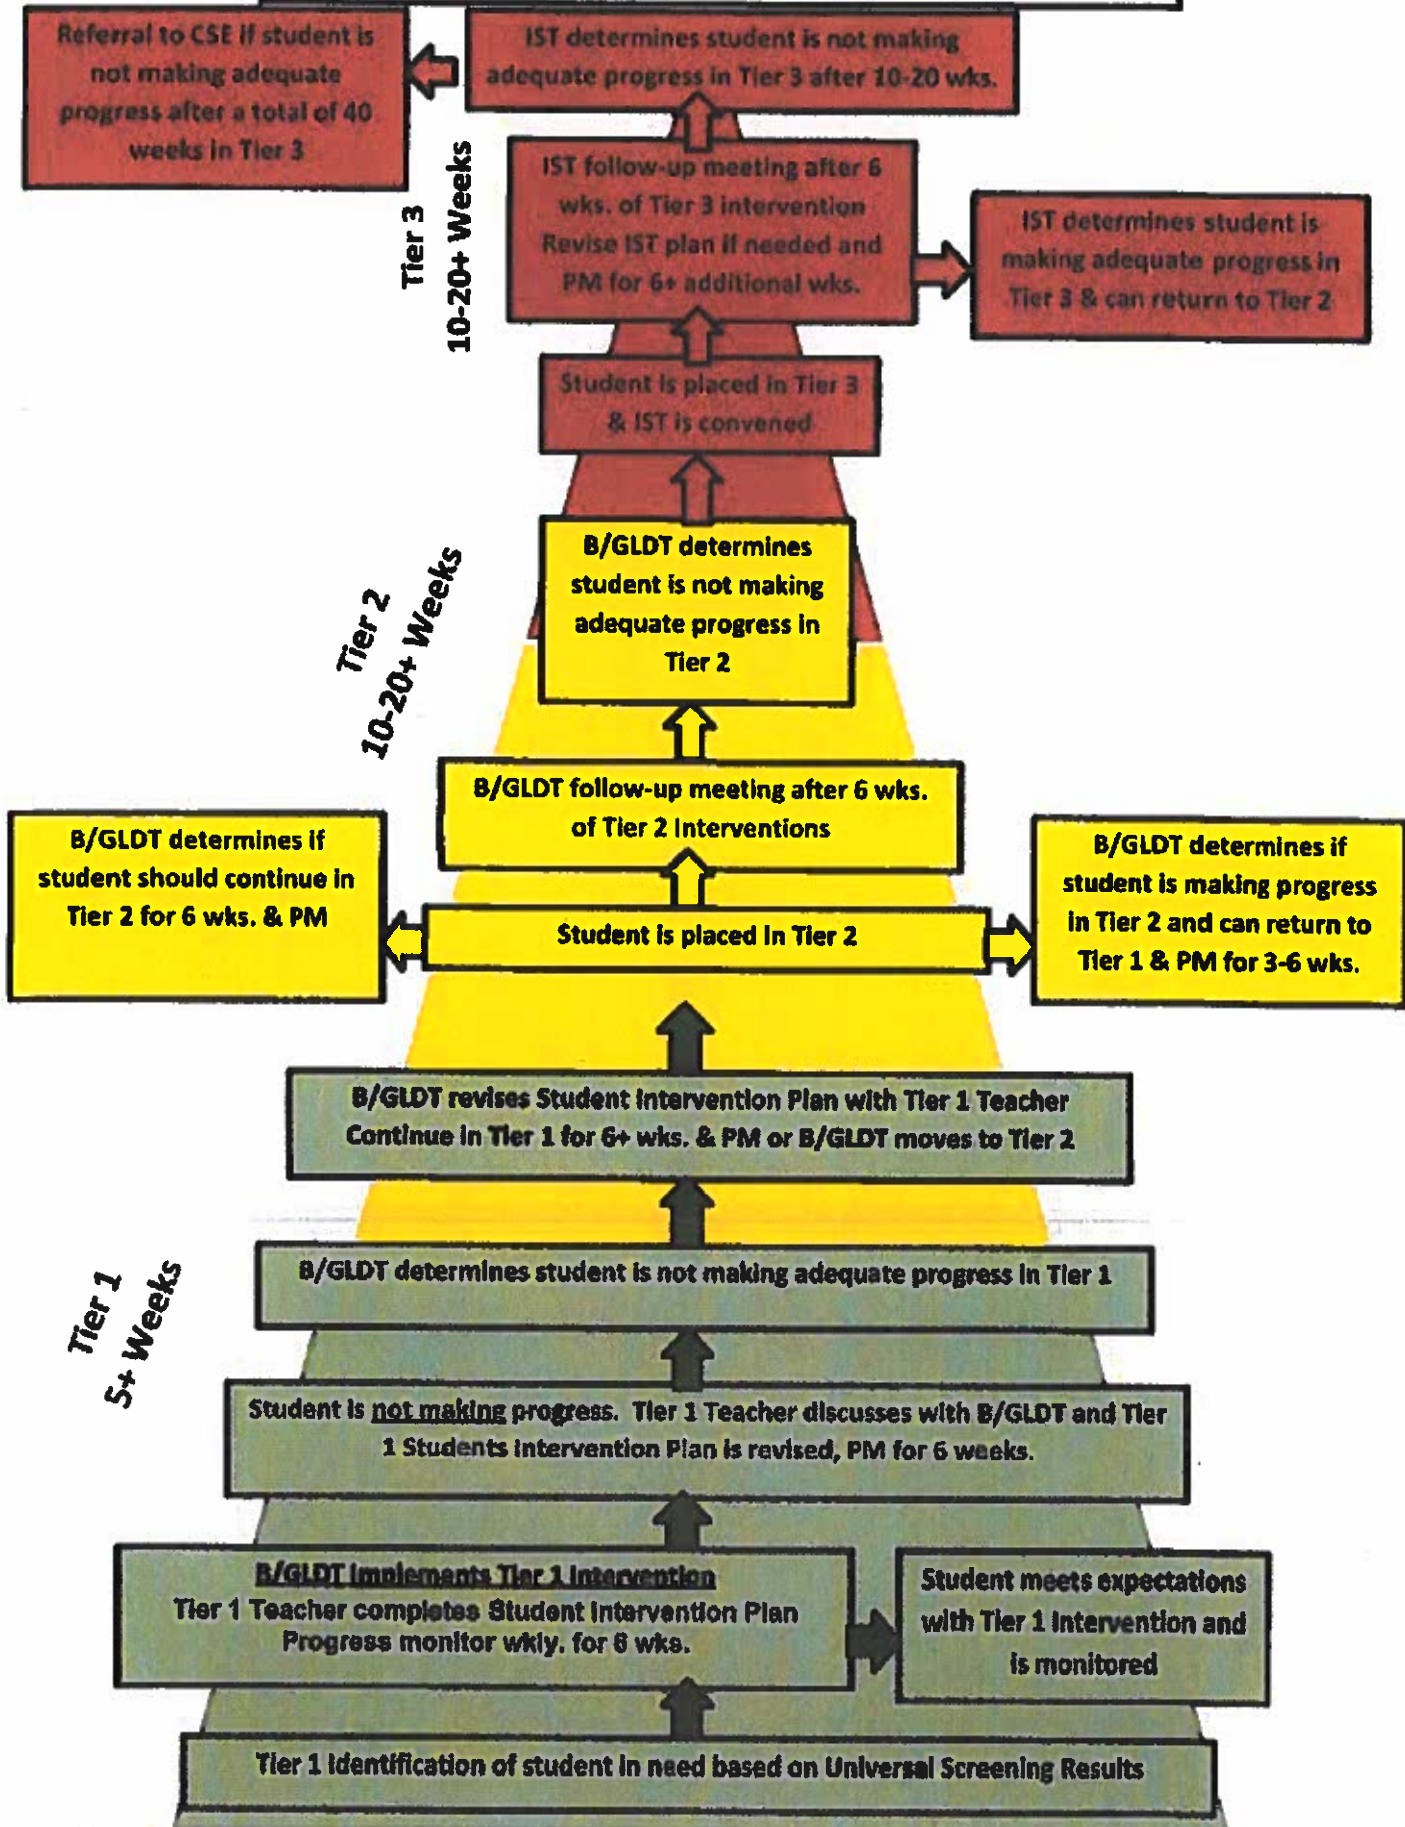 Referral to CSE if student is
not making adequate
progress after a total of 40
weeks in Tier 3
IST determines student is not making
adequate progress in Tier 3 after 10-20 wks.
Tier 3
10-20+ Weeks
IST follow-up meeting after 6
wks. of Tier 3 intervention
Revise IST plan if needed and
PM for 6+ additional wks.
IST determines student is
making adequate progress in
Tier 3 & can return to Tier 2
Student is placed in Tier 3
& IST is convened
Tier 2
10-20+ Weeks
B/GLDT determines
student is not making
adequate progress in
Tier 2
B/GLDT follow-up meeting after 6 wks.
of Tier 2 Interventions
B/GLDT determines if
student should continue in
Tier 2 for 6 wks. & PM
Student is placed in Tier 2
B/GLDT determines if
student is making progress
in Tier 2 and can return to
Tier 1 & PM for 3-6 wks.
B/GLDT revises Student Intervention Plan with Tier 1 Teacher
Continue in Tier 1 for 6+ wks. & PM or B/GLDT moves to Tier 2
Tier 1
5+ Weeks
B/GLDT determines student is not making adequate progress in Tier 1
Student is not making progress. Tier 1 Teacher discusses with B/GLDT and Tier
1 Students Intervention Plan is revised, PM for 6 weeks.
B/GLDT Implements Tier 1 Intervention
Tier 1 Teacher completes Student Intervention Plan
Progress monitor wkly. for 6 wks.
Student meets expectations
with Tier 1 Intervention and
is monitored
Tier 1 Identification of student in need based on Universal Screening Results